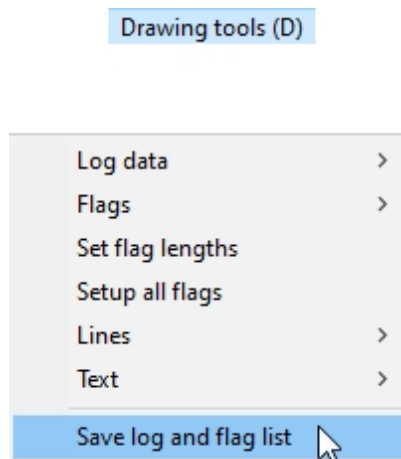 Drawing tools (D)
Log data
Flags
Set flag lengths
Setup all flags
Lines
Text
Save log and flag list